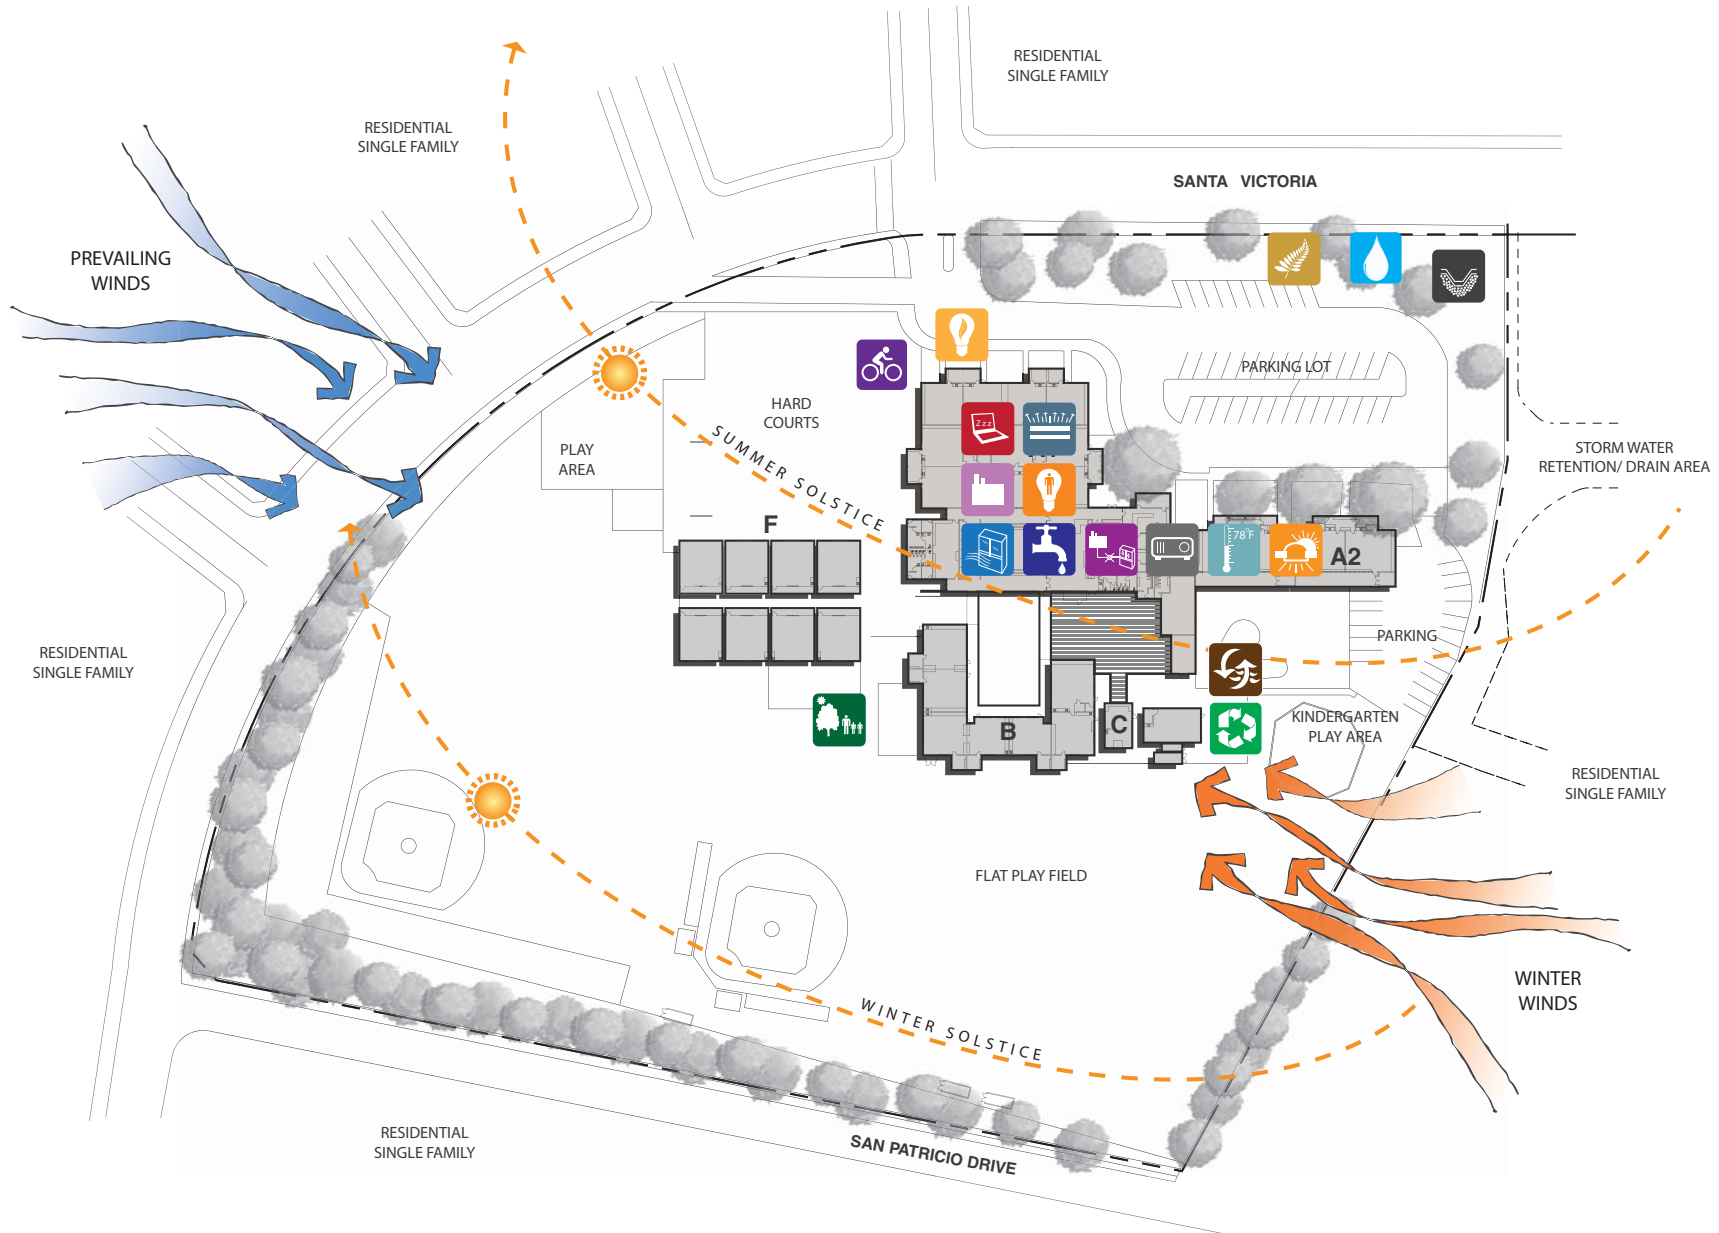 RESIDENTIAL
SINGLE FAMILY
RESIDENTIAL
SINGLE FAMILY
SANTA VICTORIA
PREVAILING
WINDS
PARKING LOT
HARD
COURTS
PLAY
AREA
SUMMER SOLSTICE
STORM WATER
RETENTION/ DRAIN AREA
Zzz
F
78°F
A2
RESIDENTIAL
SINGLE FAMILY
PARKING
KINDERGARTEN
PLAY AREA
B
C
RESIDENTIAL
SINGLE FAMILY
FLAT PLAY FIELD
WINTER
WINDS
WINTER SOLSTICE
RESIDENTIAL
SINGLE FAMILY
SAN PATRICIO DRIVE